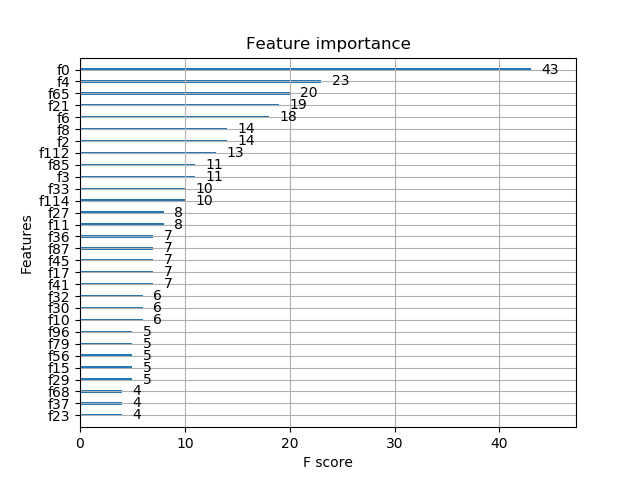 Feature importance
f0 43
f4 23
f65 20
f21 19
f6 18
f8 14
f2 14
f112 13
f85 11
f3 11
f33 10
f114 10
f27 8
f11 8
f36 7
f87 7
f45 7
f17 7
f41 7
f32 6
f30 6
f10 6
f96 5
f79 5
f56 5
f15 5
f29 5
f68 4
f37 4
f23 4
Features
0 10 20 30 40
F score